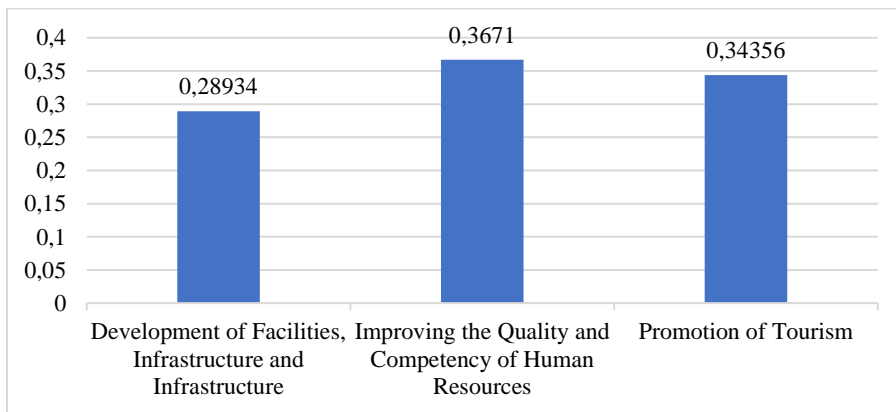 0,4
0,35
0,3
0,25
0,2
0,15
0,1
0,05
0
0,28934
0,3671
0,34356
Development of Facilities,
Infrastructure and
Infrastructure
Improving the Quality and
Competency of Human
Resources
Promotion of Tourism